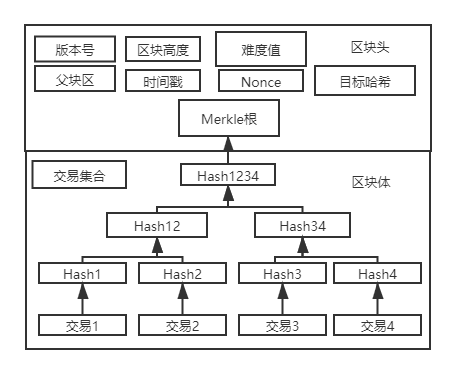 版本号 区块高度 难度值 区块头
父块区 时间戳 Nonce 目标哈希
Merkle根
交易集合 Hash1234 区块体
Hash12 Hash34
Hash1 Hash2 Hash3 Hash4
交易1 交易2 交易3 交易4